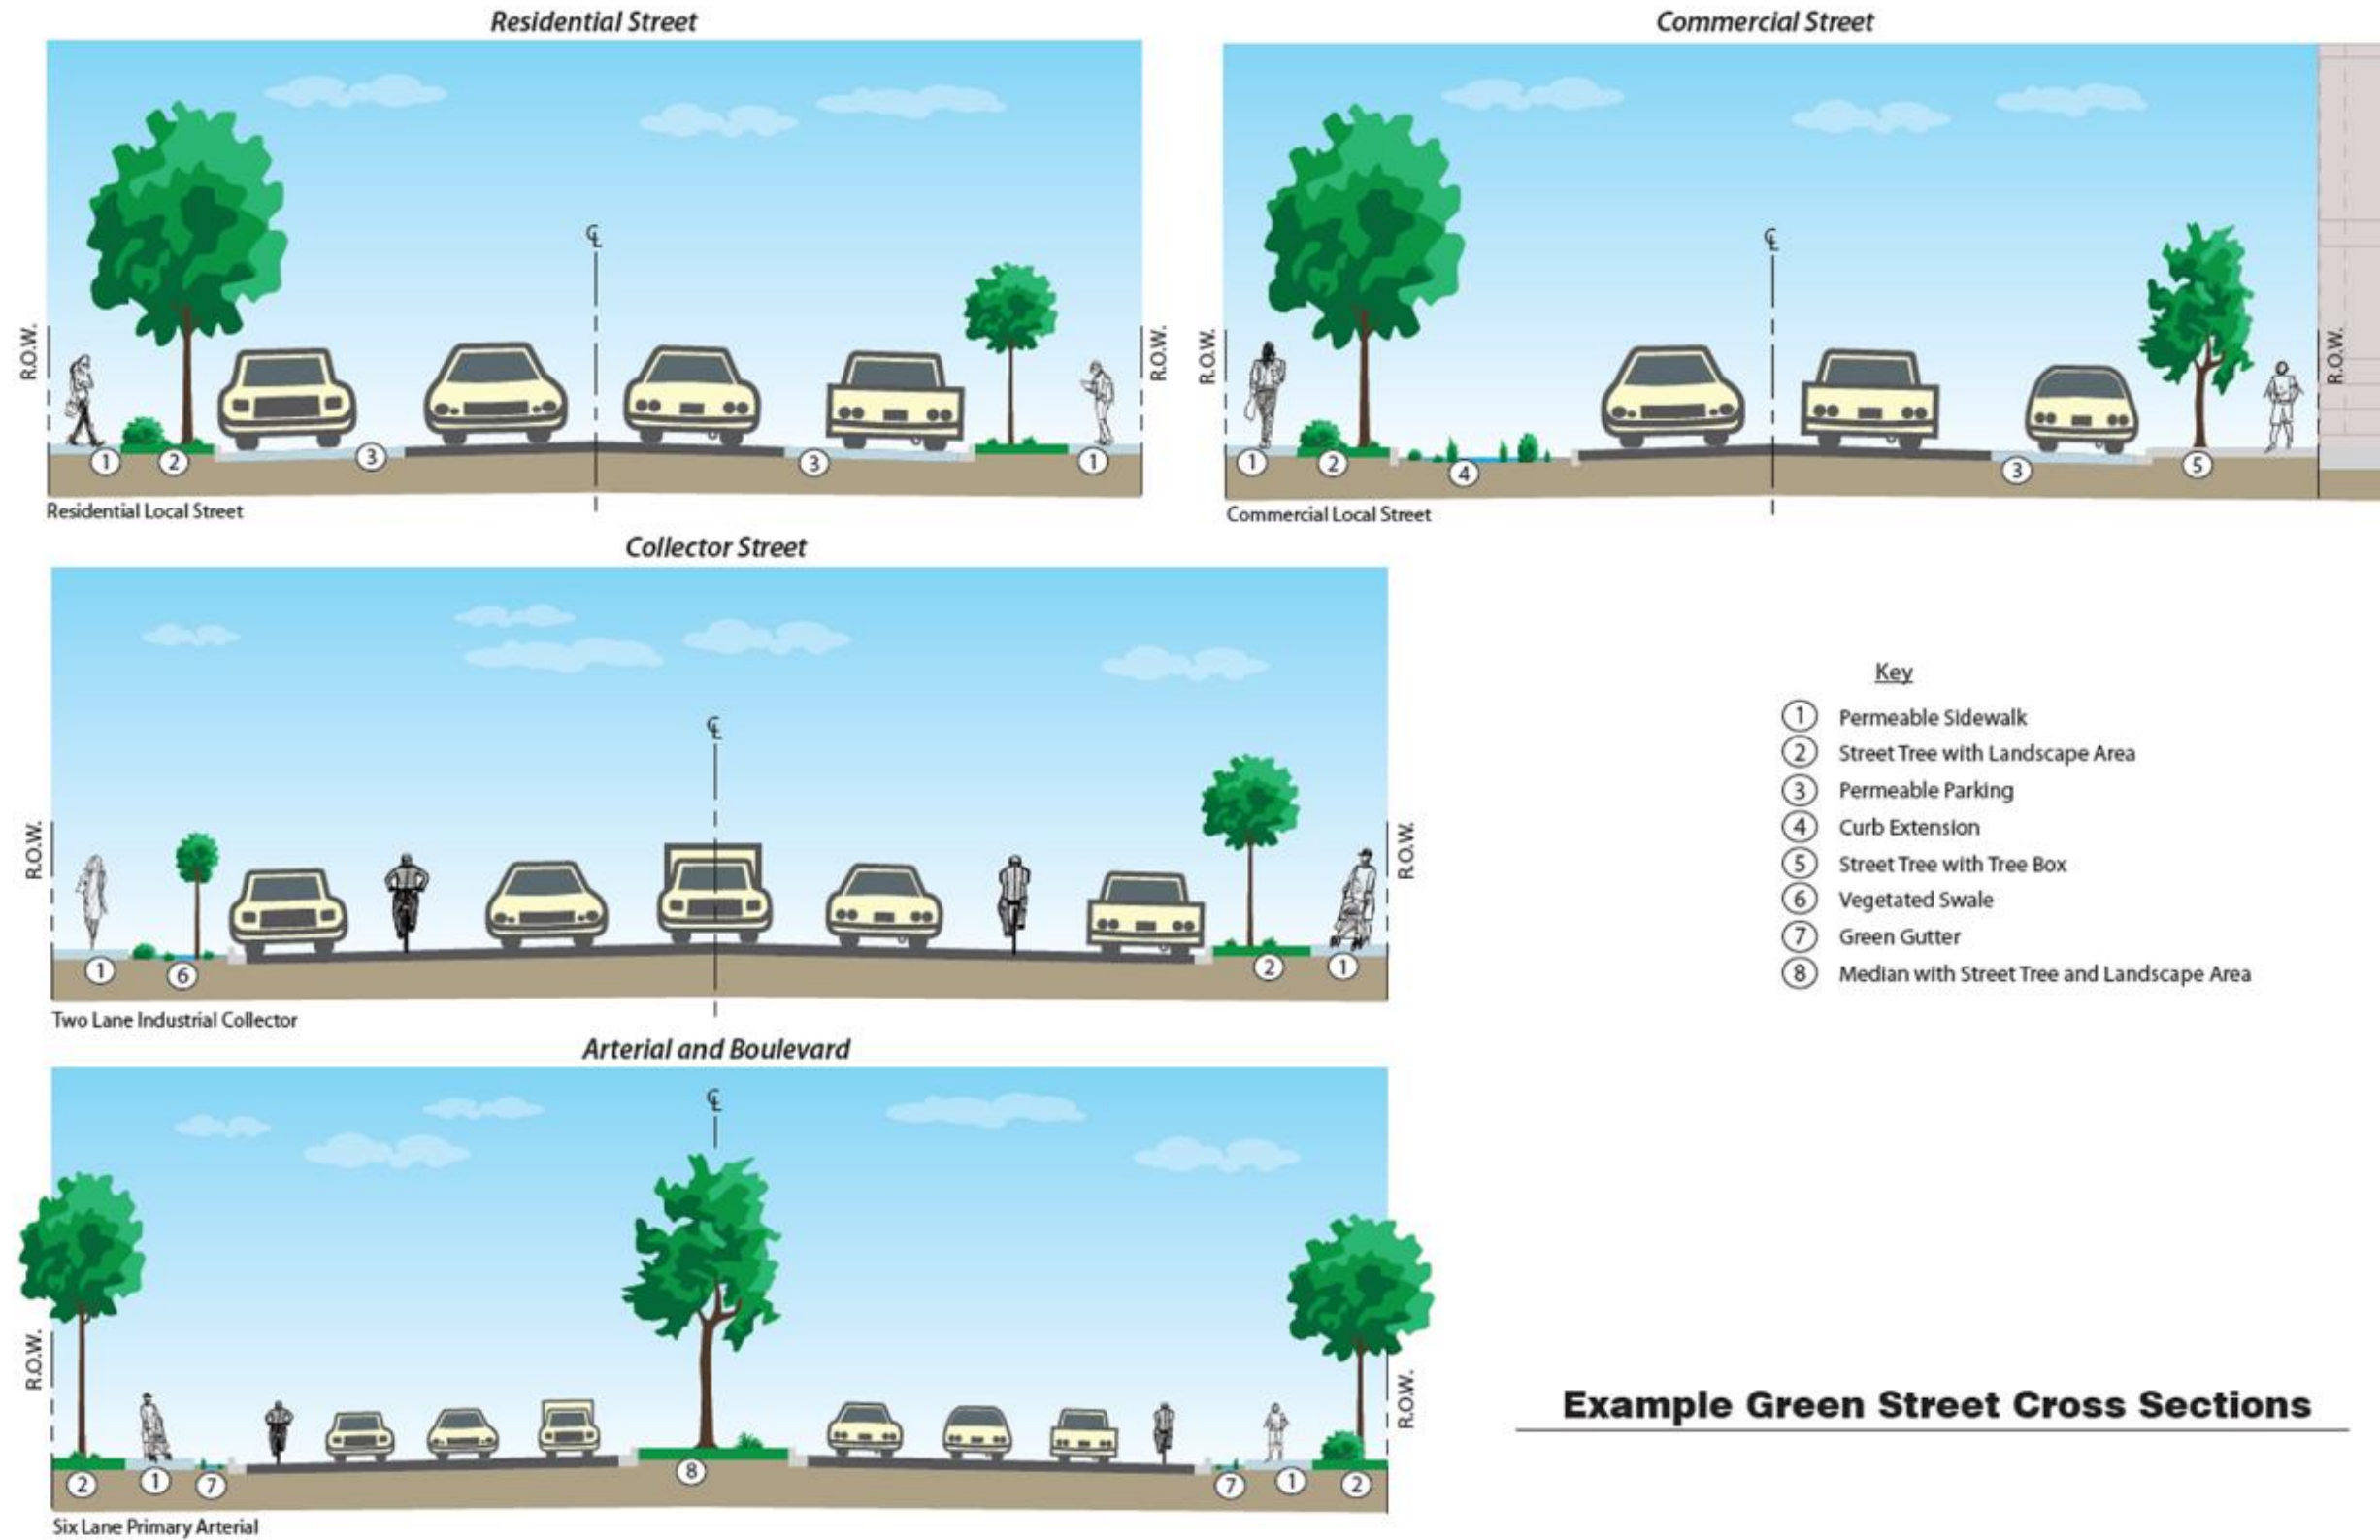 Residential Street
℄
R.O.W.
R.O.W.
1
2
3
3
1
Residential Local Street
Commercial Street
℄
R.O.W.
R.O.W.
1
2
4
3
5
Commercial Local Street
Collector Street
℄
R.O.W.
R.O.W.
1
6
2
1
Two Lane Industrial Collector
Key
1 Permeable Sidewalk
2 Street Tree with Landscape Area
3 Permeable Parking
4 Curb Extension
5 Street Tree with Tree Box
6 Vegetated Swale
7 Green Gutter
8 Median with Street Tree and Landscape Area
Arterial and Boulevard
℄
R.O.W.
R.O.W.
2
1
7
8
7
1
2
Six Lane Primary Arterial
Example Green Street Cross Sections